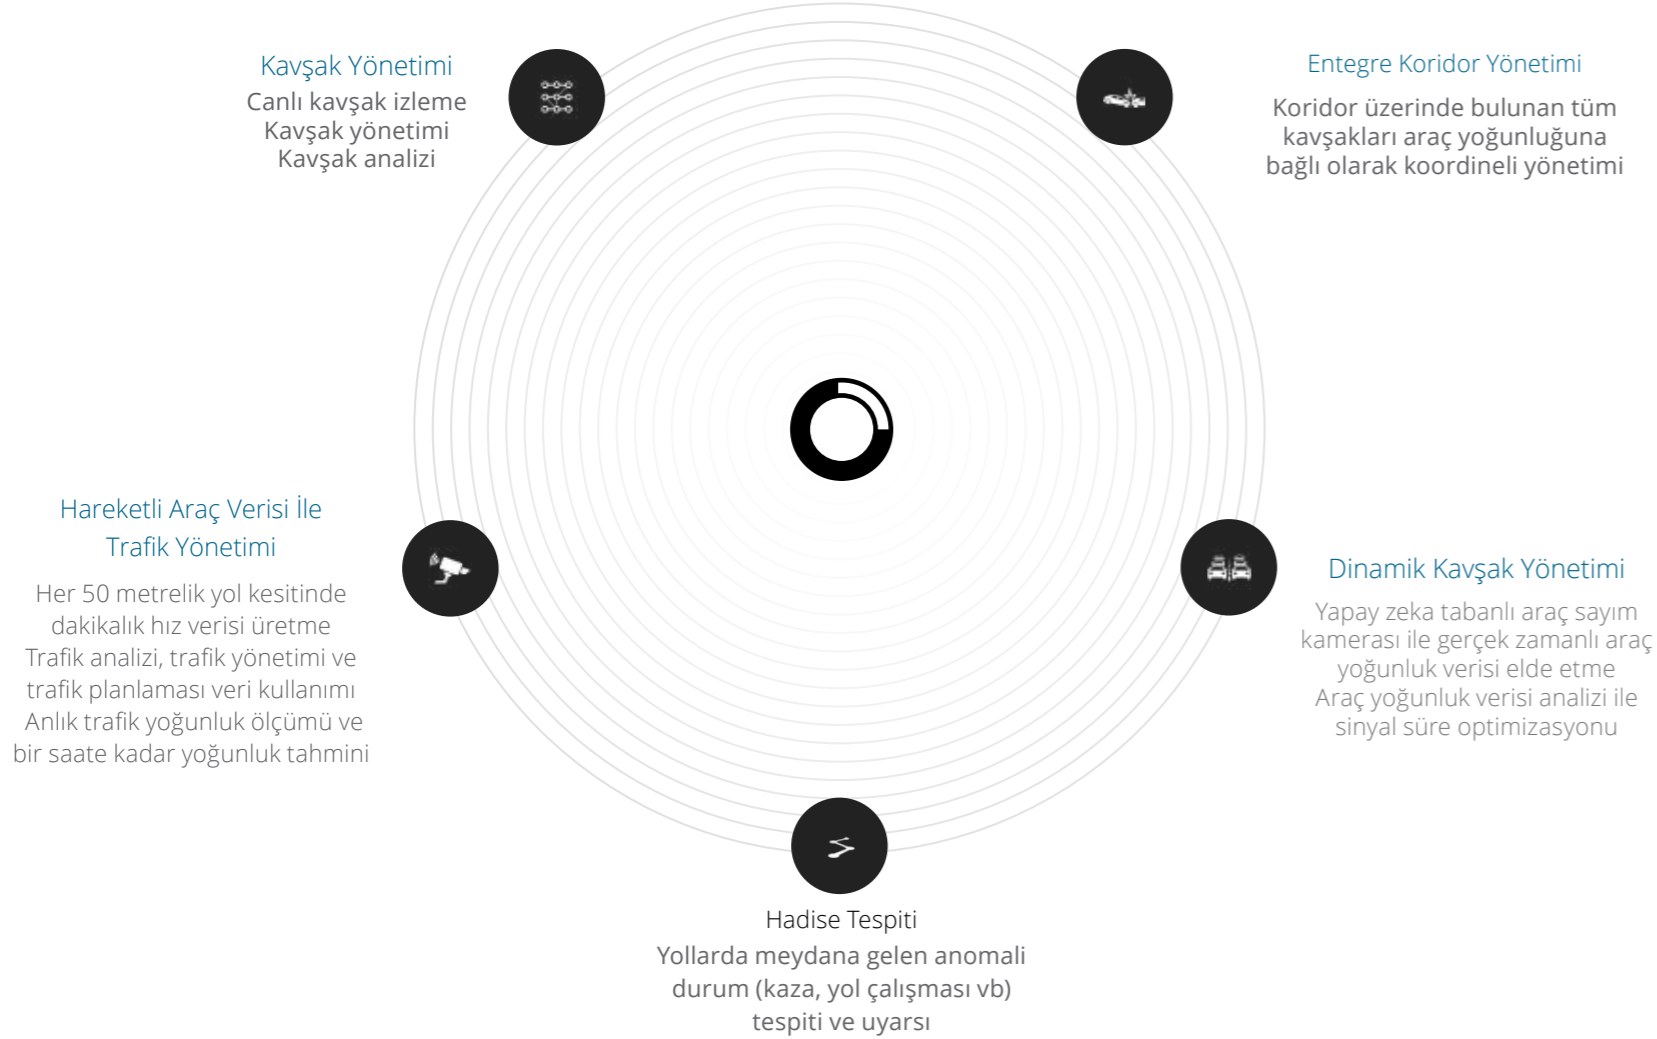 Kavşak Yönetimi
Canlı kavşak izleme
Kavşak yönetimi
Kavşak analizi
Entegre Koridor Yönetimi
Koridor üzerinde bulunan tüm
kavşakları araç yoğunluğuna
bağlı olarak koordineli yönetimi
Hareketli Araç Verisi İle
Trafik Yönetimi
Her 50 metrelik yol kesitinde
dakikalık hız verisi üretme
Trafik analizi, trafik yönetimi ve
trafik planlaması veri kullanımı
Anlık trafik yoğunluk ölçümü ve
bir saate kadar yoğunluk tahmini
Dinamik Kavşak Yönetimi
Yapay zeka tabanlı araç sayım
kamerası ile gerçek zamanlı araç
yoğunluk verisi elde etme
Araç yoğunluk verisi analizi ile
sinyal süre optimizasyonu
Hadise Tespiti
Yollarda meydana gelen anomali
durum (kaza, yol çalışması vb)
tespiti ve uyarsı